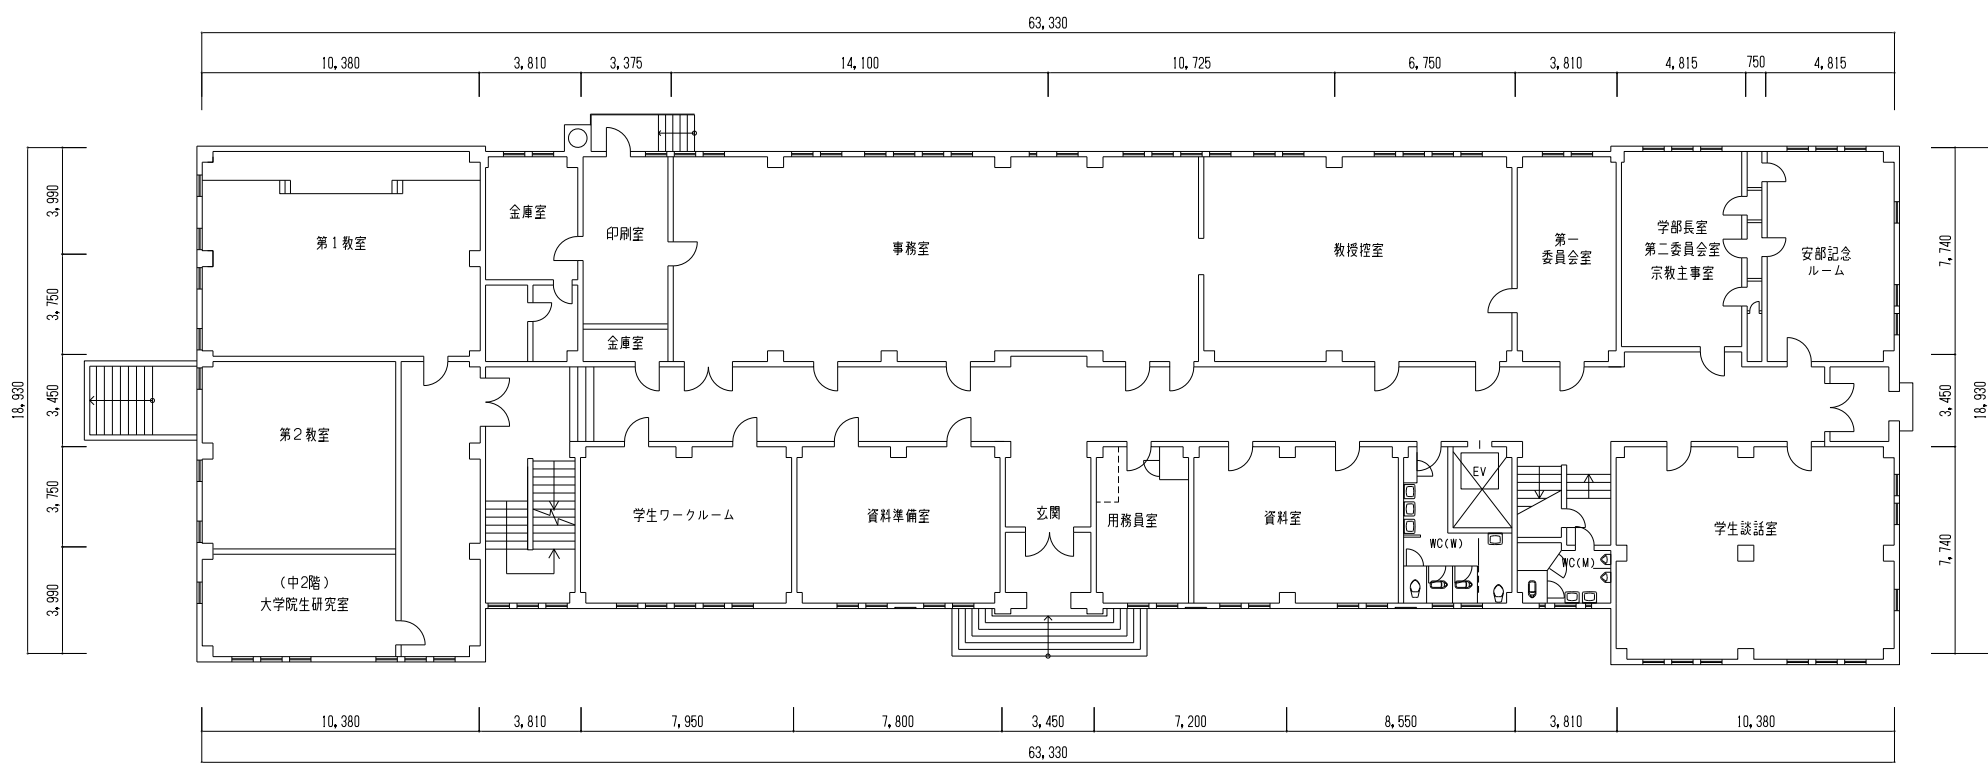 63,330
10,380
3,810
3,375
14,100
10,725
6,750
3,810
4,815
750
4,815
18,930
3,990
3,750
3,450
3,750
3,990
7,740
3,450
7,740
18,930
第1教室
金庫室
印刷室
事務室
教授控室
第一
委員会室
学部長室
第二委員会室
宗教主事室
安部記念
ルーム
金庫室
第2教室
(中2階)
大学院生研究室
学生ワークルーム
資料準備室
玄関
用務員室
資料室
EV
WC(W)
WC(M)
学生談話室
10,380
3,810
7,950
7,800
3,450
7,200
8,550
3,810
10,380
63,330